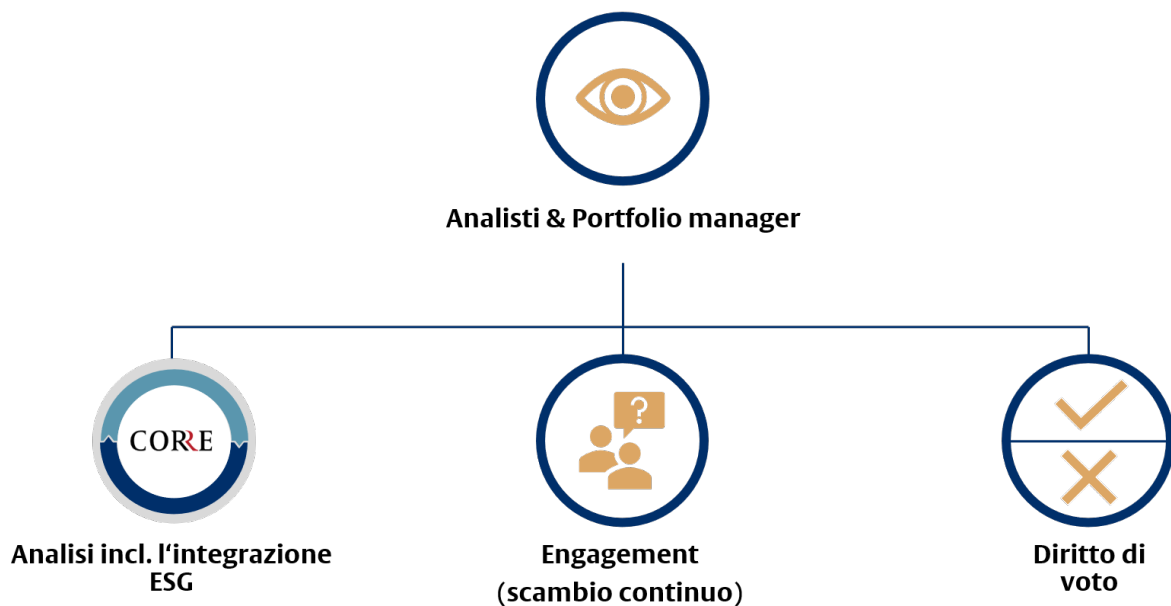 Analisti & Portfolio manager
CORRE
?
Analisi incl. l‘integrazione
ESG
Engagement
(scambio continuo)
Diritto di
voto